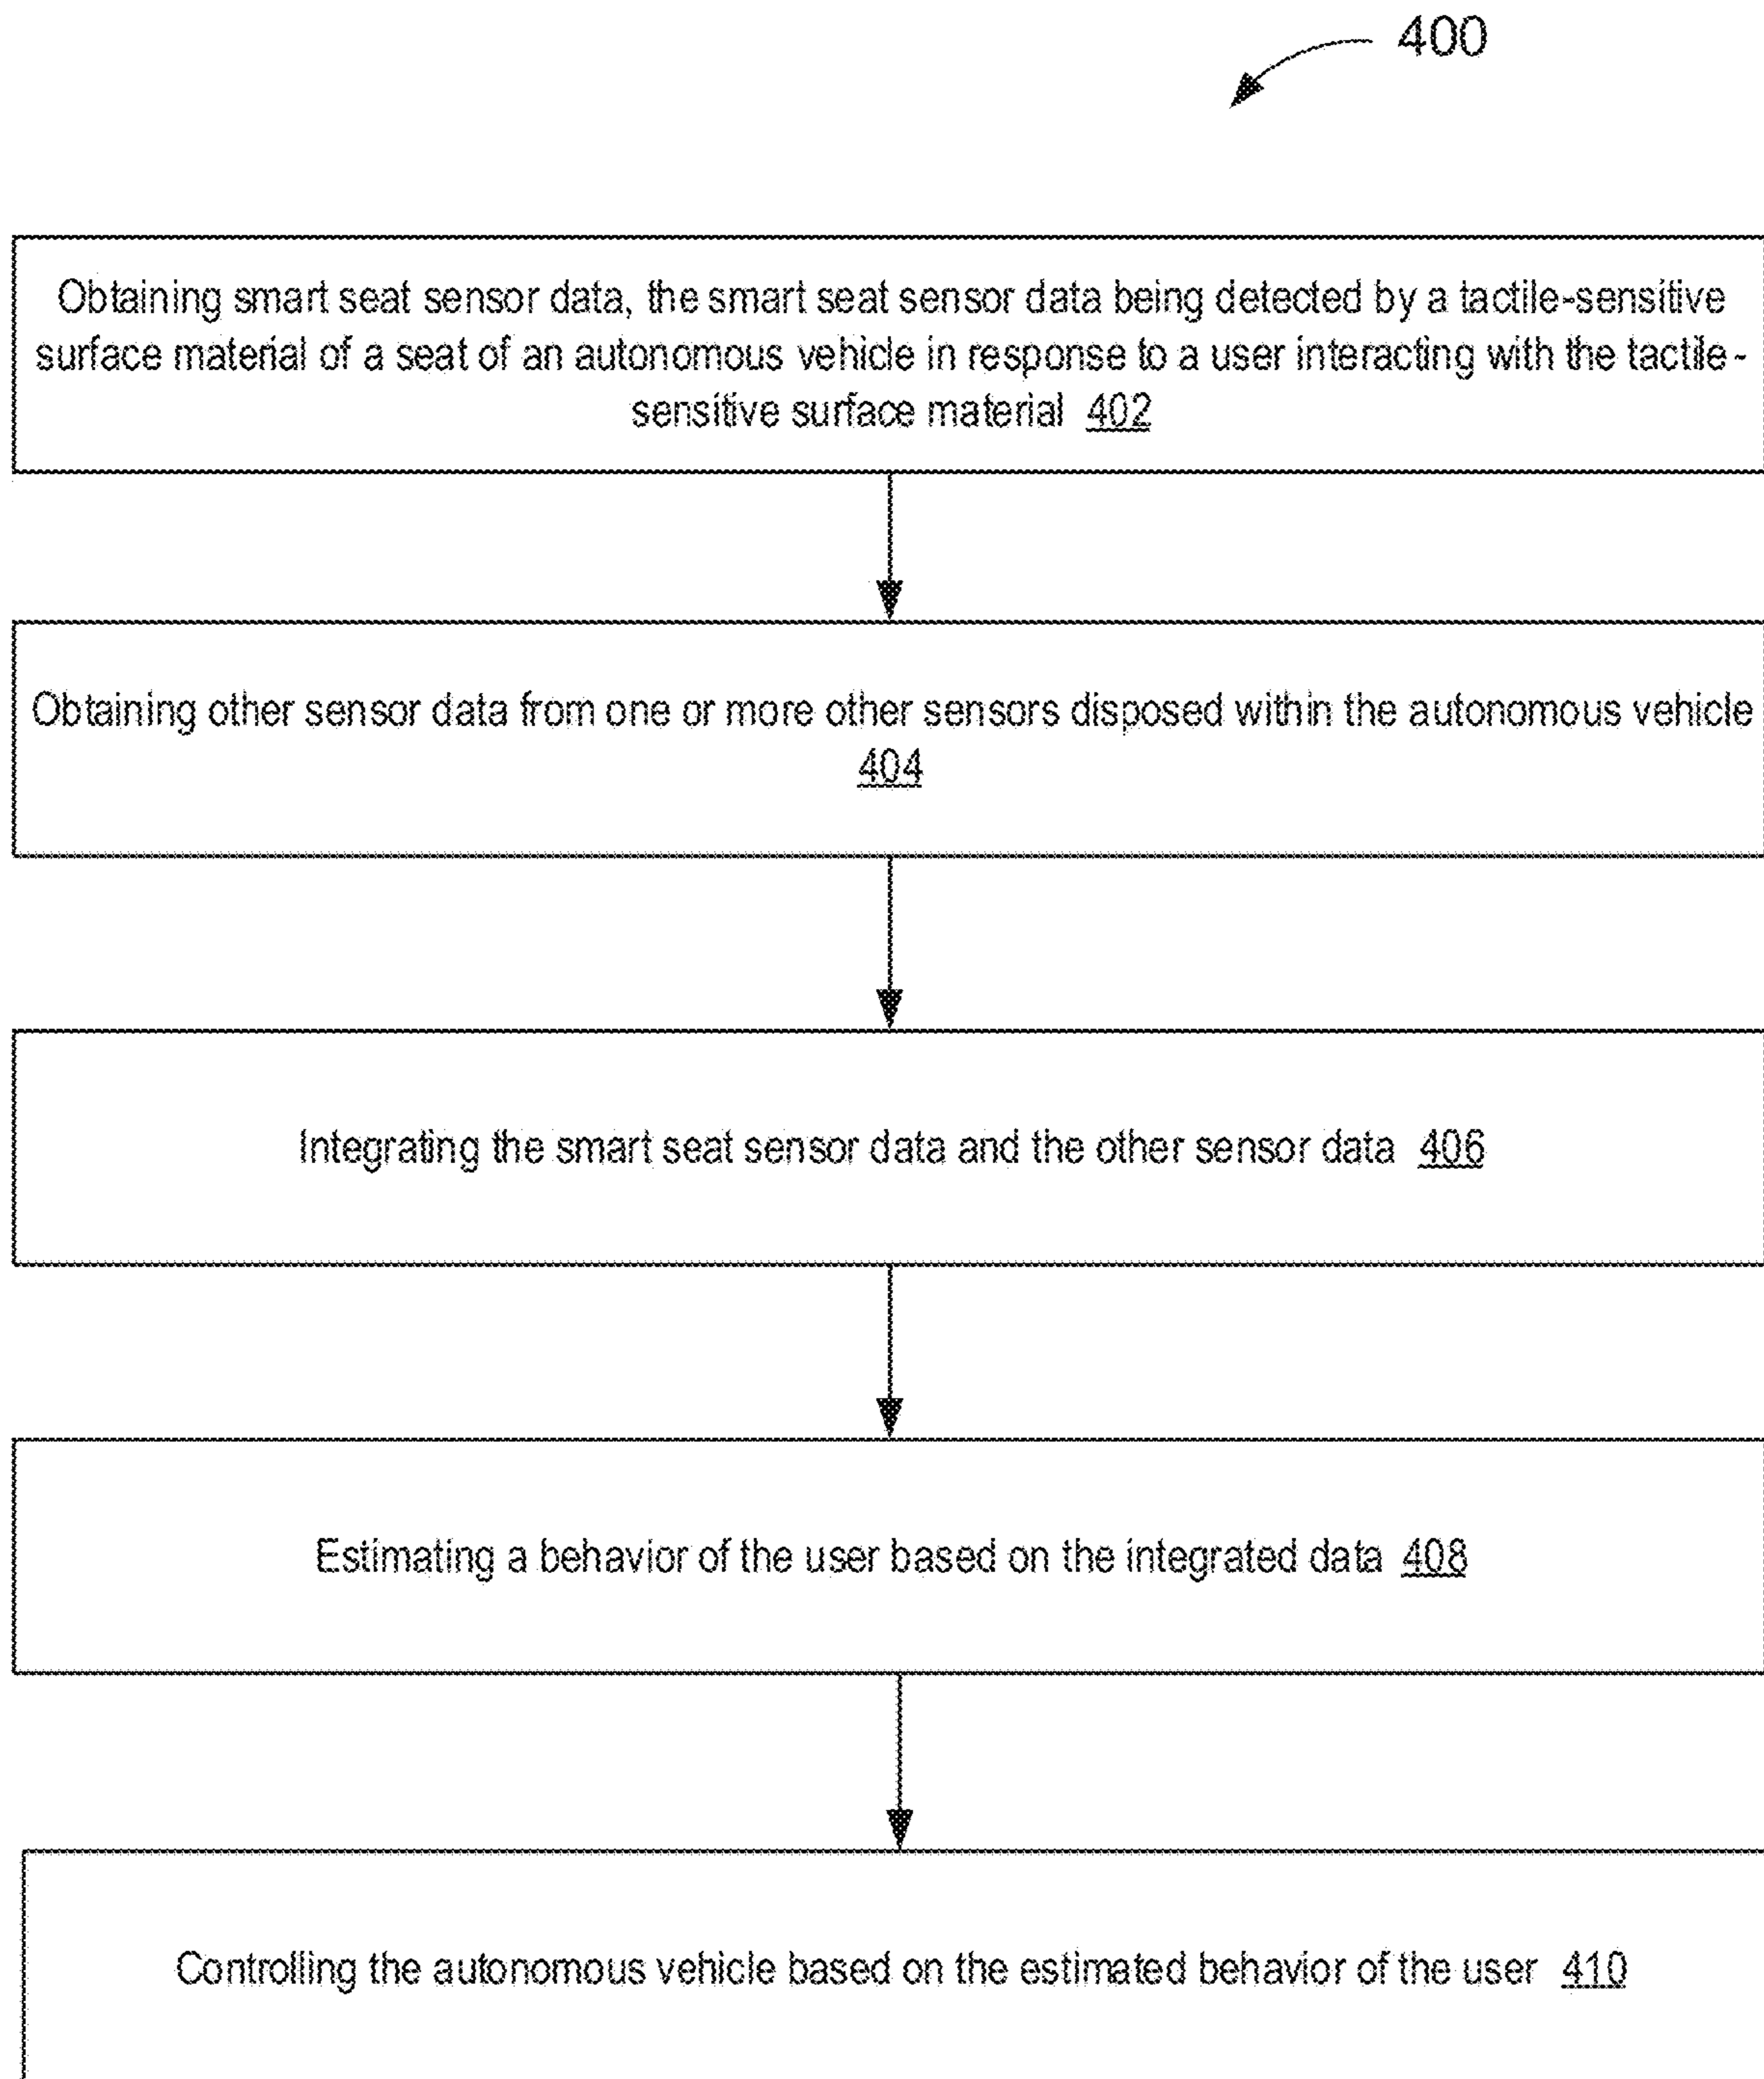 400
Obtaining smart seat sensor data, the smart seat sensor data being detected by a tactile-sensitive
surface material of a seat of an autonomous vehicle in response to a user interacting with the tactile-
sensitive surface material 402
Obtaining other sensor data from one or more other sensors disposed within the autonomous vehicle
404
Integrating the smart seat sensor data and the other sensor data 406
Estimating a behavior of the user based on the integrated data 408
Controlling the autonomous vehicle based on the estimated behavior of the user 410